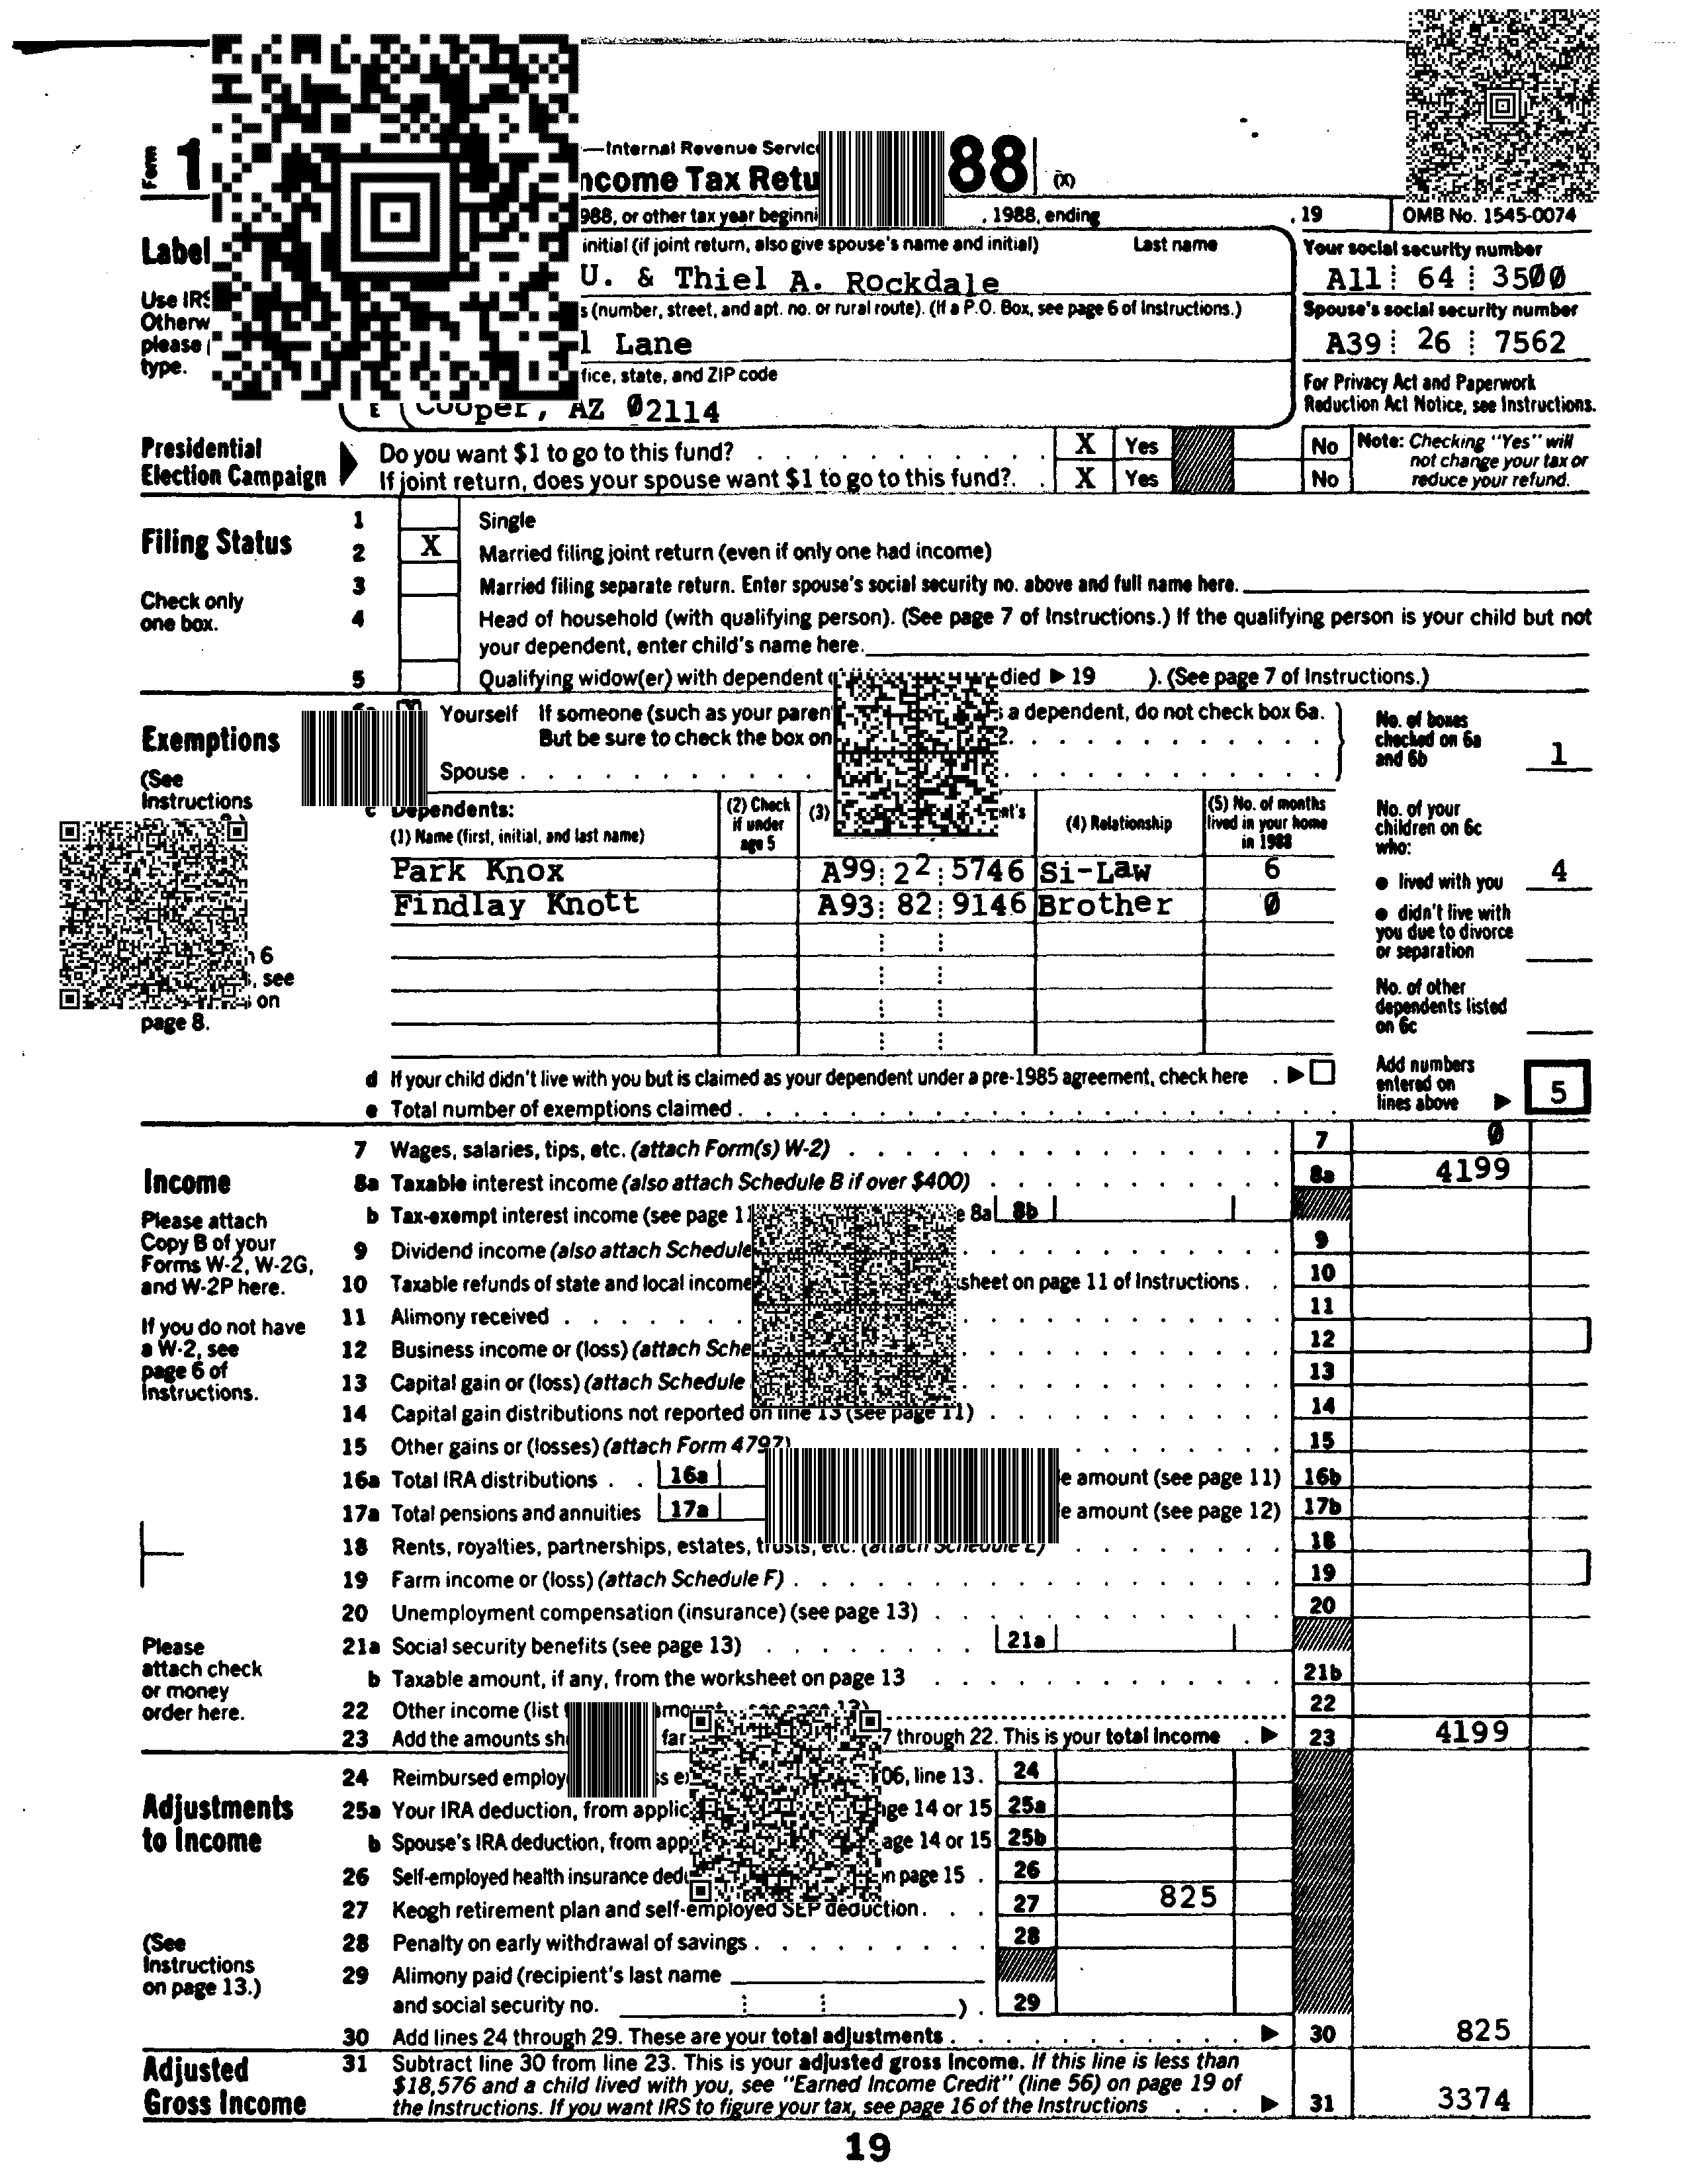 Form 1
—Internal Revenue Service
ncome Tax Retu 88 (X)
988, or other tax year beginni , 1988, ending , 19 OMB No. 1545-0074
Label initial (if joint return, also give spouse's name and initial) Last name Your social security number
U. & Thiel A. Rockdale A11 64 3500
Use IRS
Otherw
please
type.
s (number, street, and apt. no. or rural route). (If a P.O. Box, see page 6 of Instructions.) Spouse's social security number
l Lane A39 26 7562
fice, state, and ZIP code For Privacy Act and Paperwork
Reduction Act Notice, see Instructions.
E Cooper, AZ 02114
Presidential
Election Campaign
Do you want $1 to go to this fund? X Yes No
If joint return, does your spouse want $1 to go to this fund?. X Yes No
Note: Checking "Yes" will
not change your tax or
reduce your refund.
Filing Status
Check only
one box.
1 Single
2 X Married filing joint return (even if only one had income)
3 Married filing separate return. Enter spouse's social security no. above and full name here.
4 Head of household (with qualifying person). (See page 7 of Instructions.) If the qualifying person is your child but not
your dependent, enter child's name here.
5 Qualifying widow(er) with dependent died ▶ 19 ). (See page 7 of Instructions.)
Exemptions
(See
Instructions
Yourself If someone (such as your paren s a dependent, do not check box 6a.
But be sure to check the box on 2.
Spouse
No. of boxes
checked on 6a
and 6b 1
c Dependents:
(1) Name (first, initial, and last name)
(2) Check
if under
age 5
(3) nt's
(4) Relationship
(5) No. of months
lived in your home
in 1988
Park Knox A99 22 5746 Si-Law 6
Findlay Knott A93 82 9146 Brother 0
No. of your
children on 6c
who:
● lived with you 4
● didn't live with
you due to divorce
or separation
No. of other
dependents listed
on 6c
6
, see
on
page 8.
d If your child didn't live with you but is claimed as your dependent under a pre-1985 agreement, check here ▶ ☐
e Total number of exemptions claimed
Add numbers
entered on
lines above ▶ 5
Income
Please attach
Copy B of your
Forms W-2, W-2G,
and W-2P here.
If you do not have
a W-2, see
page 6 of
Instructions.
7 Wages, salaries, tips, etc. (attach Form(s) W-2) 7 0
8a Taxable interest income (also attach Schedule B if over $400) 8a 4199
b Tax-exempt interest income (see page 11 e 8a 8b
9 Dividend income (also attach Schedule 9
10 Taxable refunds of state and local income sheet on page 11 of Instructions 10
11 Alimony received 11
12 Business income or (loss) (attach Sche 12
13 Capital gain or (loss) (attach Schedule 13
14 Capital gain distributions not reported on line 13 (see page 11) 14
15 Other gains or (losses) (attach Form 4797) 15
16a Total IRA distributions 16a e amount (see page 11) 16b
17a Total pensions and annuities 17a e amount (see page 12) 17b
18 Rents, royalties, partnerships, estates, trusts, etc. (attach Schedule E) 18
19 Farm income or (loss) (attach Schedule F) 19
20 Unemployment compensation (insurance) (see page 13) 20
21a Social security benefits (see page 13) 21a
b Taxable amount, if any, from the worksheet on page 13 21b
22 Other income (list amount see page 13) 22
23 Add the amounts sh far 7 through 22. This is your total income ▶ 23 4199
Please
attach check
or money
order here.
Adjustments
to Income
(See
Instructions
on page 13.)
24 Reimbursed employ ss e 06, line 13. 24
25a Your IRA deduction, from applic age 14 or 15 25a
b Spouse's IRA deduction, from app age 14 or 15 25b
26 Self-employed health insurance dedu n page 15 26
27 Keogh retirement plan and self-employed SEP deduction 27 825
28 Penalty on early withdrawal of savings 28
29 Alimony paid (recipient's last name
and social security no. ) 29
30 Add lines 24 through 29. These are your total adjustments ▶ 30 825
Adjusted
Gross Income
31 Subtract line 30 from line 23. This is your adjusted gross income. If this line is less than
$18,576 and a child lived with you, see "Earned Income Credit" (line 56) on page 19 of
the Instructions. If you want IRS to figure your tax, see page 16 of the Instructions ▶ 31 3374
19